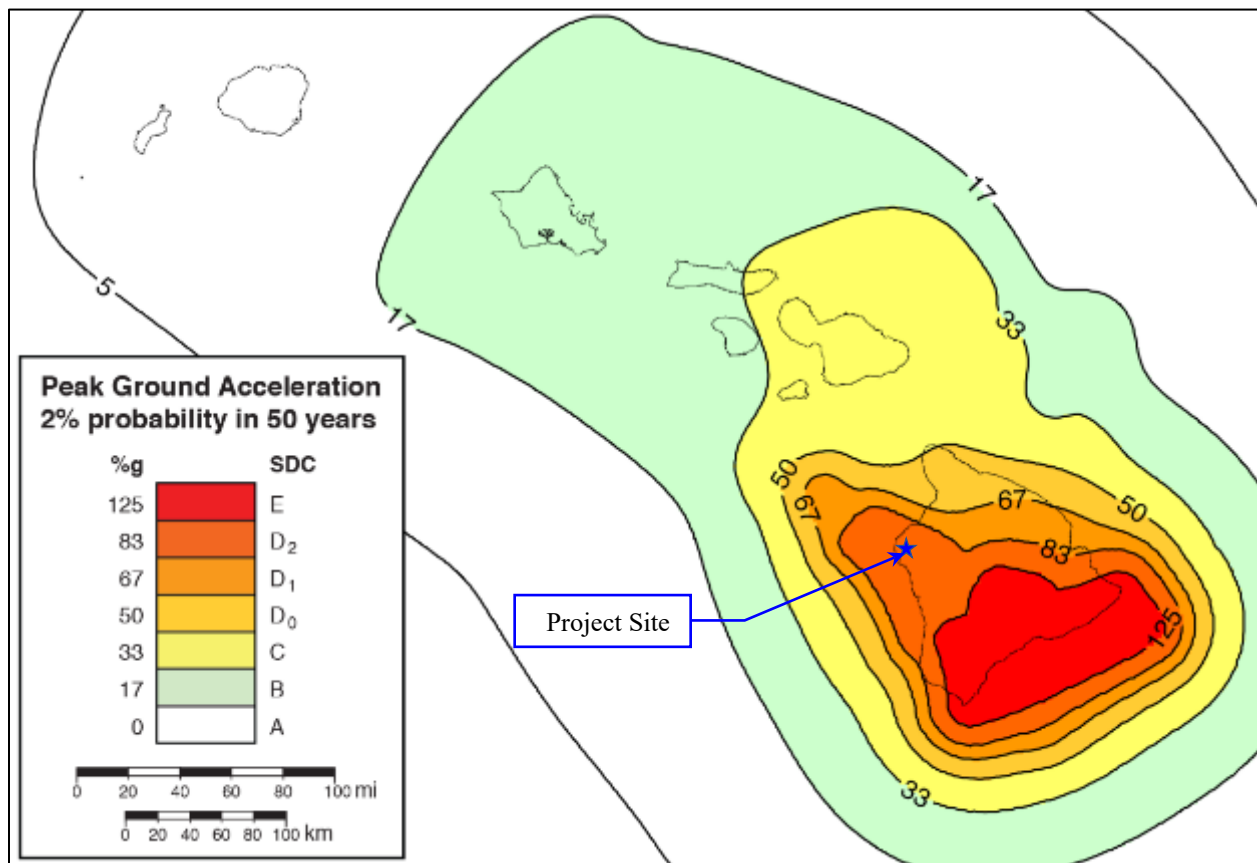 17
5
17
33
50
67
50
67
83
125
33
Project Site
Peak Ground Acceleration
2% probability in 50 years
%g SDC
125 E
83 D₂
67 D₁
50 D₀
33 C
17 B
0 A
0 20 40 60 80 100 mi
0 20 40 60 80 100 km